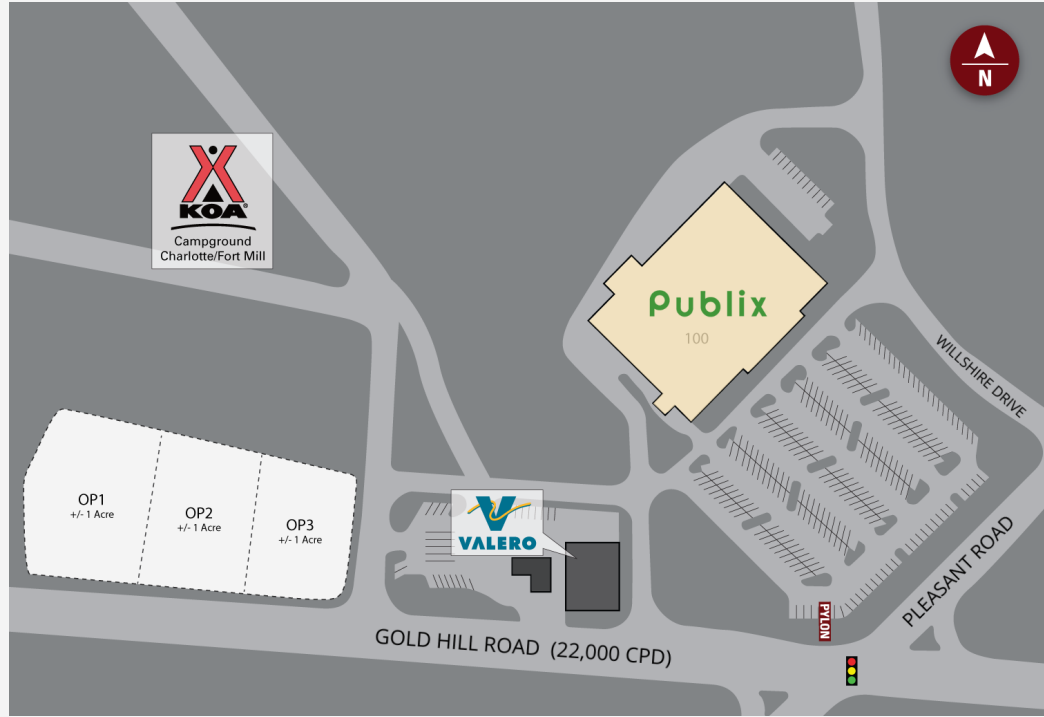 N
KOA®
Campground
Charlotte/Fort Mill
Publix
100
WILLSHIRE DRIVE
OP1
+/- 1 Acre
OP2
+/- 1 Acre
OP3
+/- 1 Acre
VALERO
PLEASANT ROAD
PYLON
GOLD HILL ROAD (22,000 CPD)